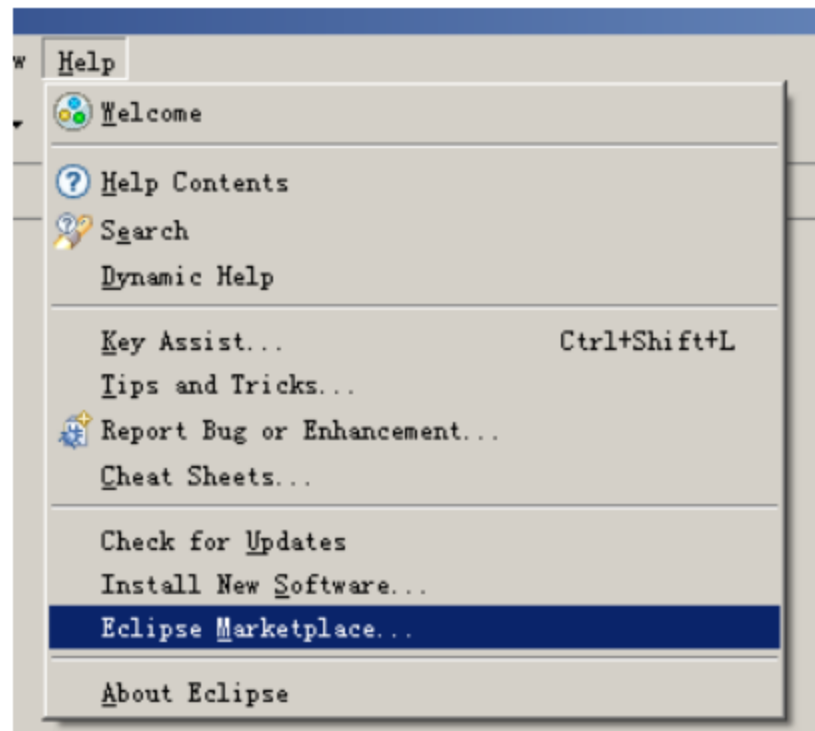 w Help
Welcome
Help Contents
Search
Dynamic Help
Key Assist... Ctrl+Shift+L
Tips and Tricks...
Report Bug or Enhancement...
Cheat Sheets...
Check for Updates
Install New Software...
Eclipse Marketplace...
About Eclipse